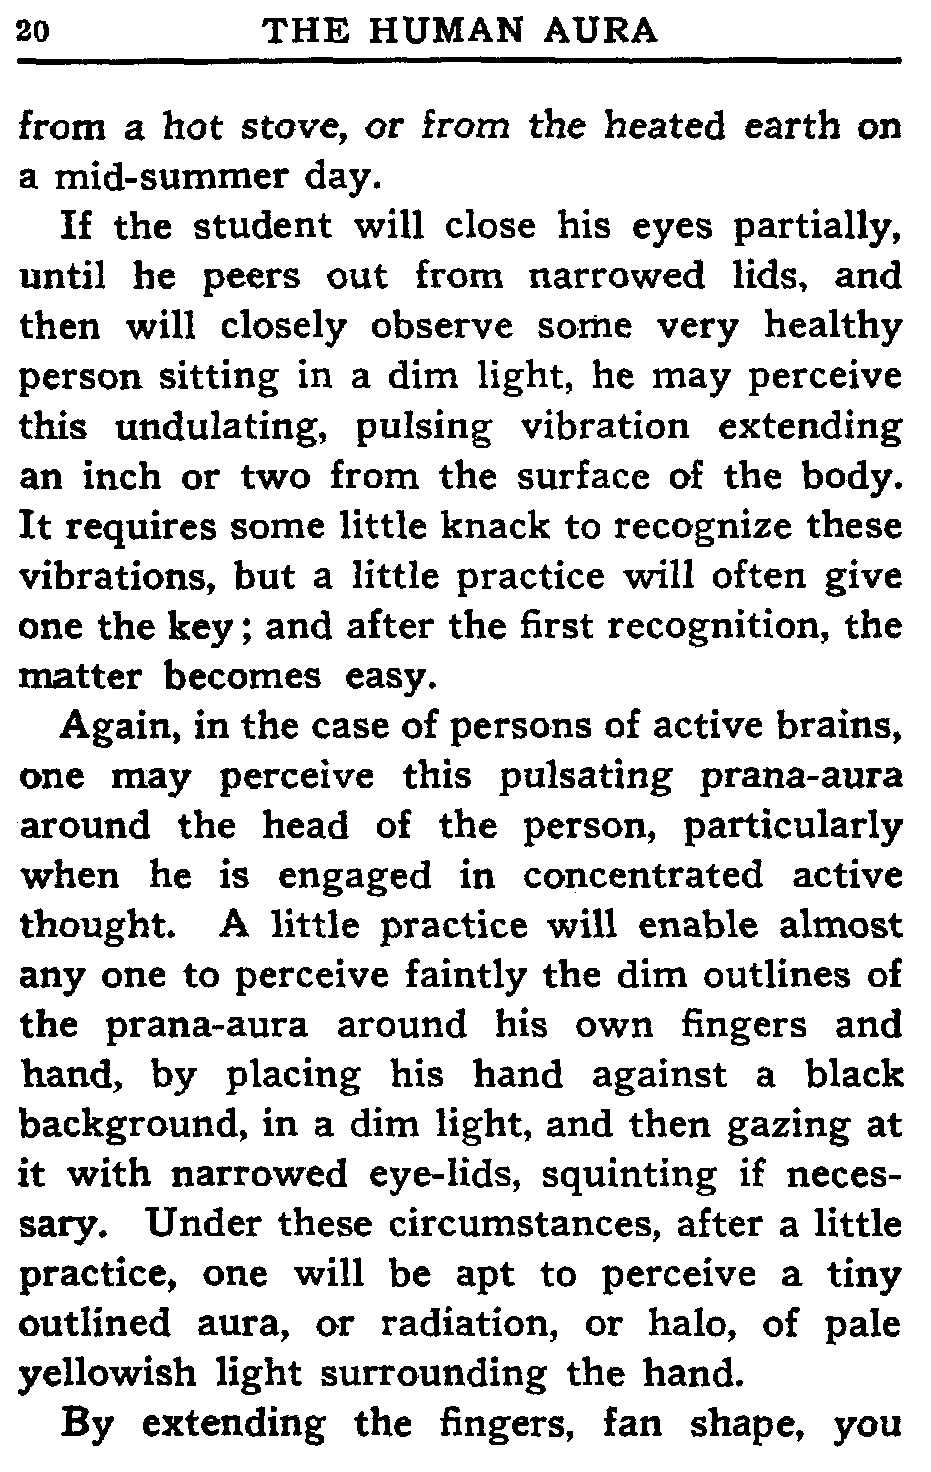 20 THE HUMAN AURA
from a hot stove, or from the heated earth on
a mid-summer day.
If the student will close his eyes partially,
until he peers out from narrowed lids, and
then will closely observe some very healthy
person sitting in a dim light, he may perceive
this undulating, pulsing vibration extending
an inch or two from the surface of the body.
It requires some little knack to recognize these
vibrations, but a little practice will often give
one the key; and after the first recognition, the
matter becomes easy.
Again, in the case of persons of active brains,
one may perceive this pulsating prana-aura
around the head of the person, particularly
when he is engaged in concentrated active
thought. A little practice will enable almost
any one to perceive faintly the dim outlines of
the prana-aura around his own fingers and
hand, by placing his hand against a black
background, in a dim light, and then gazing at
it with narrowed eye-lids, squinting if neces-
sary. Under these circumstances, after a little
practice, one will be apt to perceive a tiny
outlined aura, or radiation, or halo, of pale
yellowish light surrounding the hand.
By extending the fingers, fan shape, you